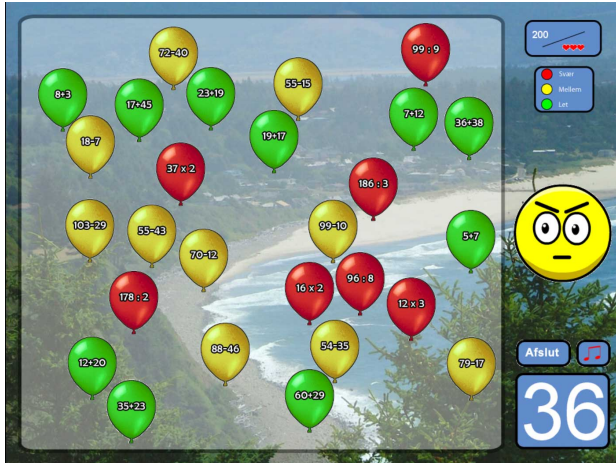 72-40
99 : 9
200
8+3
17+45
23+19
55-15
Svær
Mellem
Let
7+12
36+38
18-7
19+17
37 x 2
186 : 3
103-29
55-43
70-12
99-10
5+7
178 : 2
16 x 2
96 : 8
12 x 3
12+20
88-46
54-35
79-17
Afslut
35+23
60+29
36